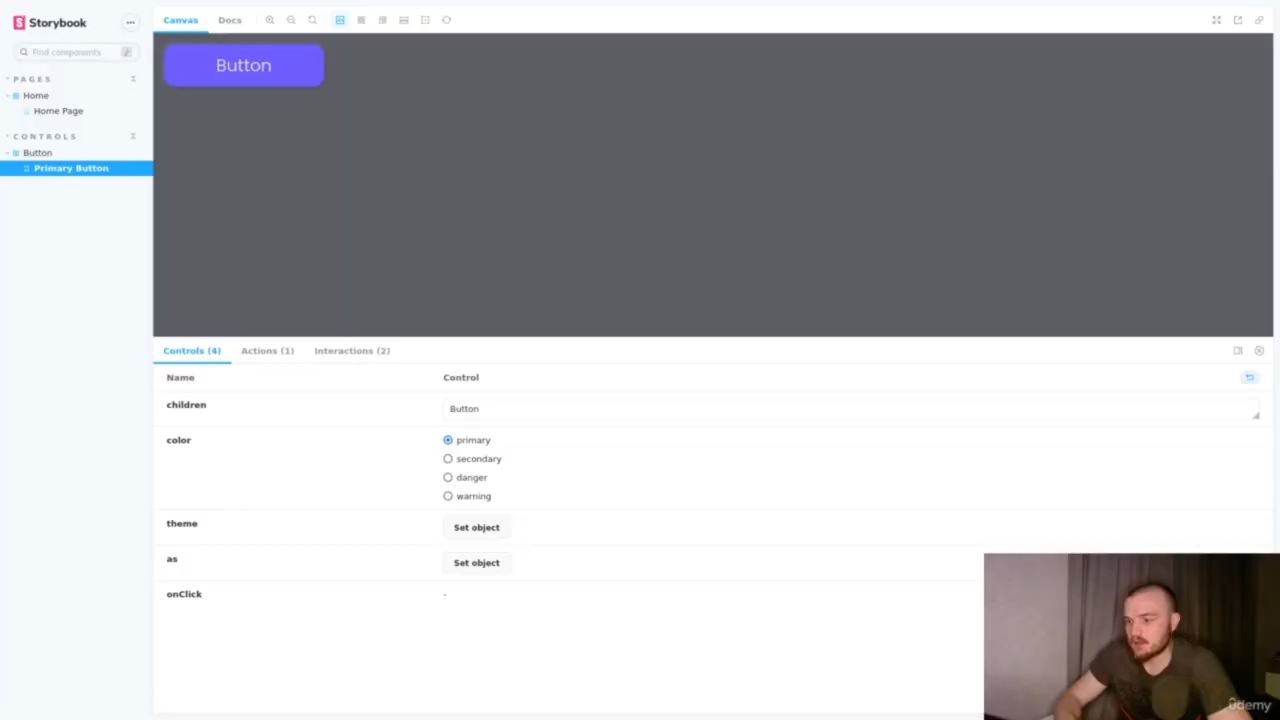 Storybook
Canvas
Docs
Find components
/
PAGES
Home
Home Page
CONTROLS
Button
Primary Button
Button
Controls (4)
Actions (1)
Interactions (2)
Name
Control
children
Button
color
primary
secondary
danger
warning
theme
Set object
as
Set object
onClick
-
ûdemy